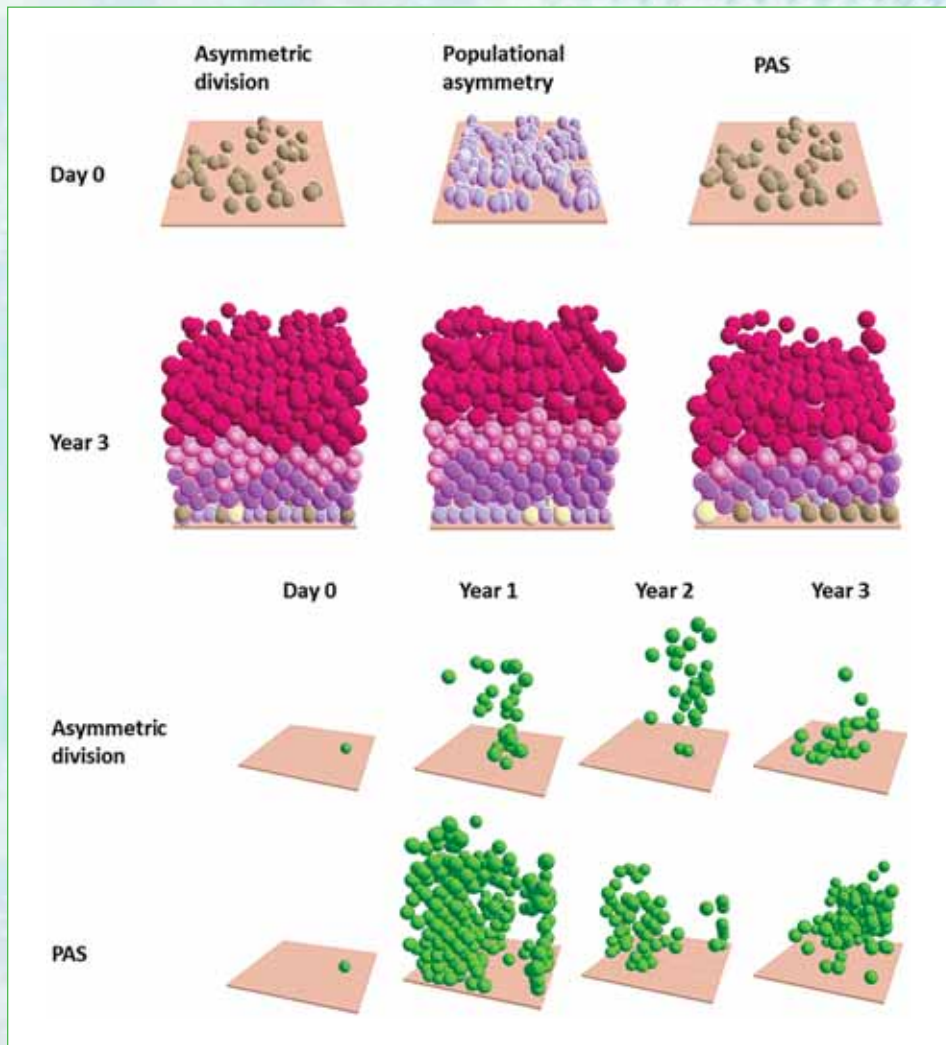 Asymmetric
division
Populational
asymmetry
PAS
Day 0
Year 3
Day 0
Year 1
Year 2
Year 3
Asymmetric
division
PAS